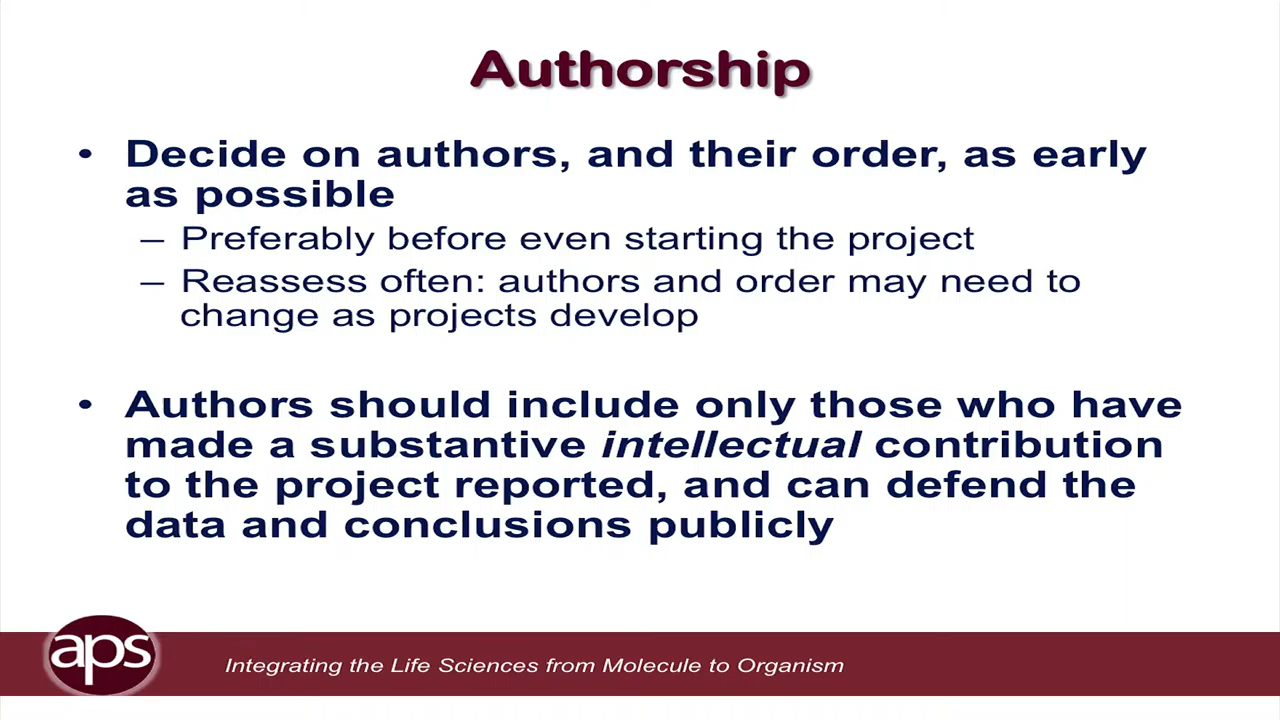 Authorship
• Decide on authors, and their order, as early
as possible
– Preferably before even starting the project
– Reassess often: authors and order may need to
change as projects develop
• Authors should include only those who have
made a substantive intellectual contribution
to the project reported, and can defend the
data and conclusions publicly
aps
Integrating the Life Sciences from Molecule to Organism